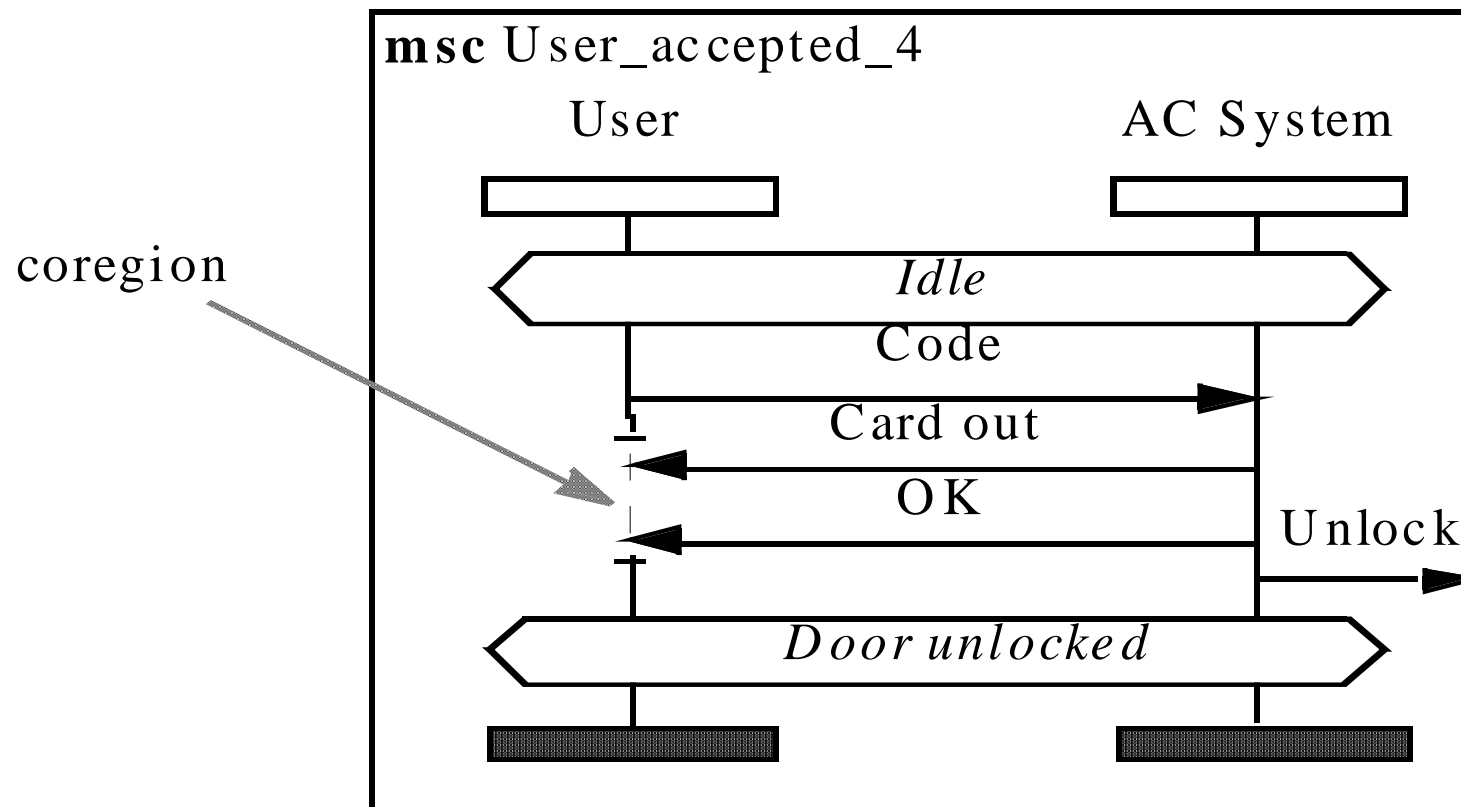 msc User_accepted_4
User
AC System
coregion
Idle
Code
Card out
OK
Unlock
Door unlocked